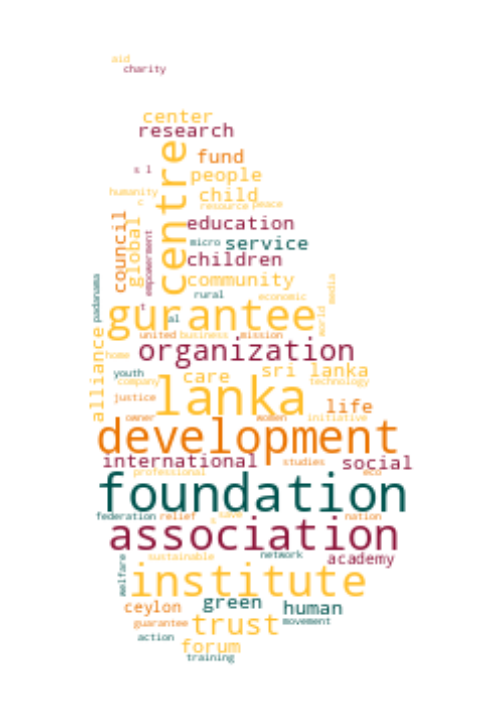 aid
charity
center
research
centre
fund
s l
people
humanity
child
c
resource
peace
council
global
education
empowerment
micro
service
children
community
padanama
rural
economic
media
t
al
gurantee
world
united
business
mission
alliance
organization
home
youth
care
sri lanka
company
technology
lanka
justice
life
owner
women
initiative
development
international
studies
social
professional
eco
foundation
federation
relief
s
save
nation
association
sustainable
network
academy
welfare
institute
ceylon
green
human
guarantee
trust
movement
action
forum
training